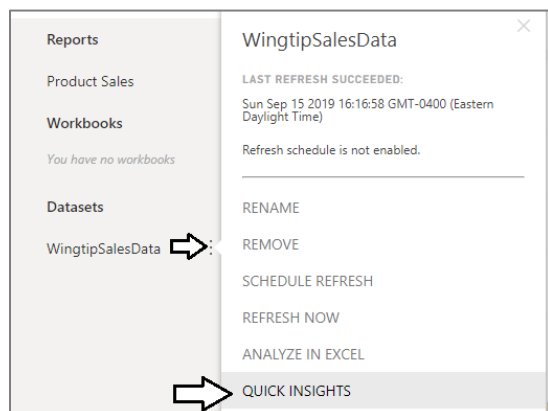 Reports
Product Sales
Workbooks
You have no workbooks
Datasets
WingtipSalesData
WingtipSalesData
LAST REFRESH SUCCEEDED:
Sun Sep 15 2019 16:16:58 GMT-0400 (Eastern
Daylight Time)
Refresh schedule is not enabled.
RENAME
REMOVE
SCHEDULE REFRESH
REFRESH NOW
ANALYZE IN EXCEL
QUICK INSIGHTS